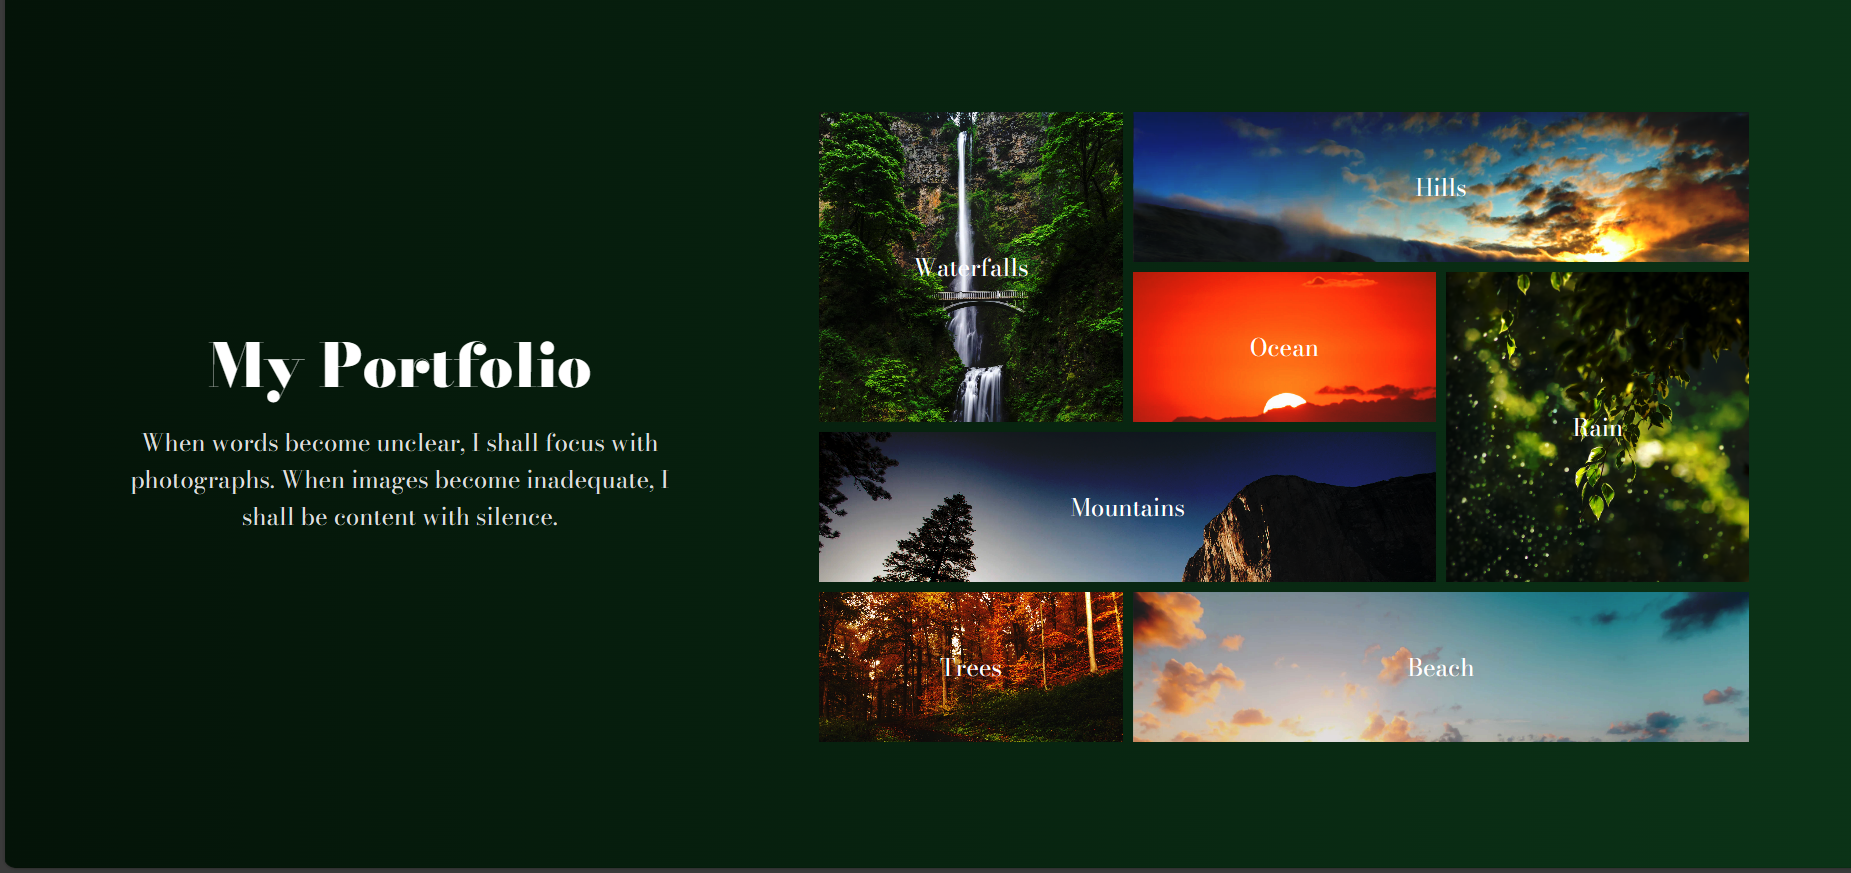 My Portfolio
When words become unclear, I shall focus with
photographs. When images become inadequate, I
shall be content with silence.
Waterfalls
Hills
Ocean
Rain
Mountains
Trees
Beach